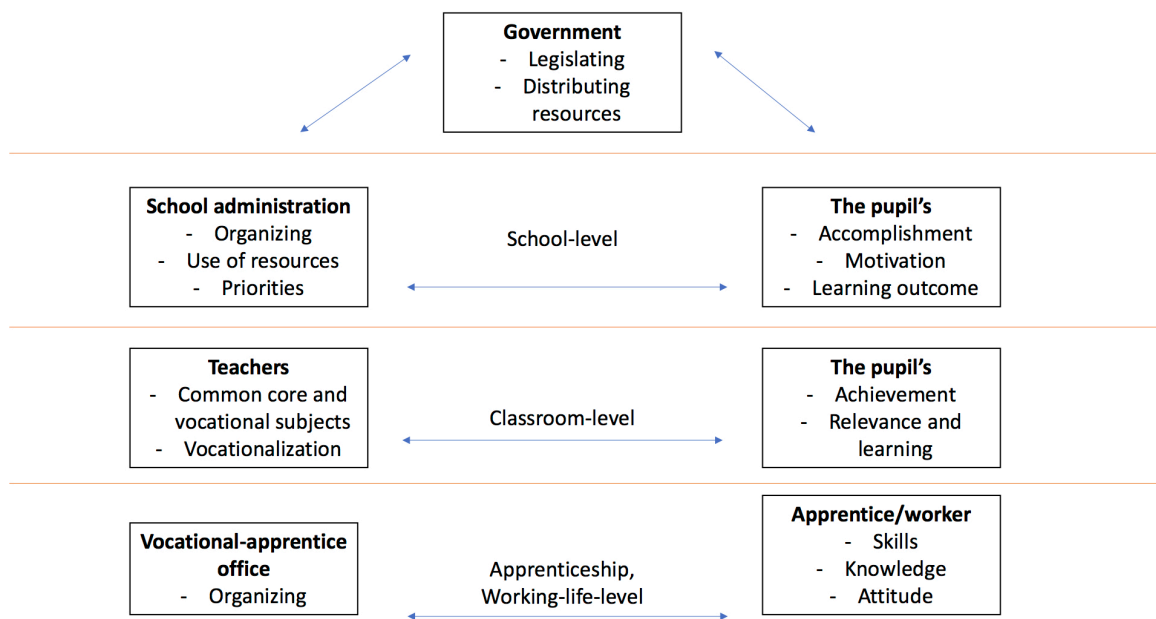 Government
- Legislating
- Distributing
resources
School administration
- Organizing
- Use of resources
- Priorities
School-level
The pupil's
- Accomplishment
- Motivation
- Learning outcome
Teachers
- Common core and
vocational subjects
- Vocationalization
Classroom-level
The pupil's
- Achievement
- Relevance and
learning
Vocational-apprentice
office
- Organizing
Apprenticeship,
Working-life-level
Apprentice/worker
- Skills
- Knowledge
- Attitude